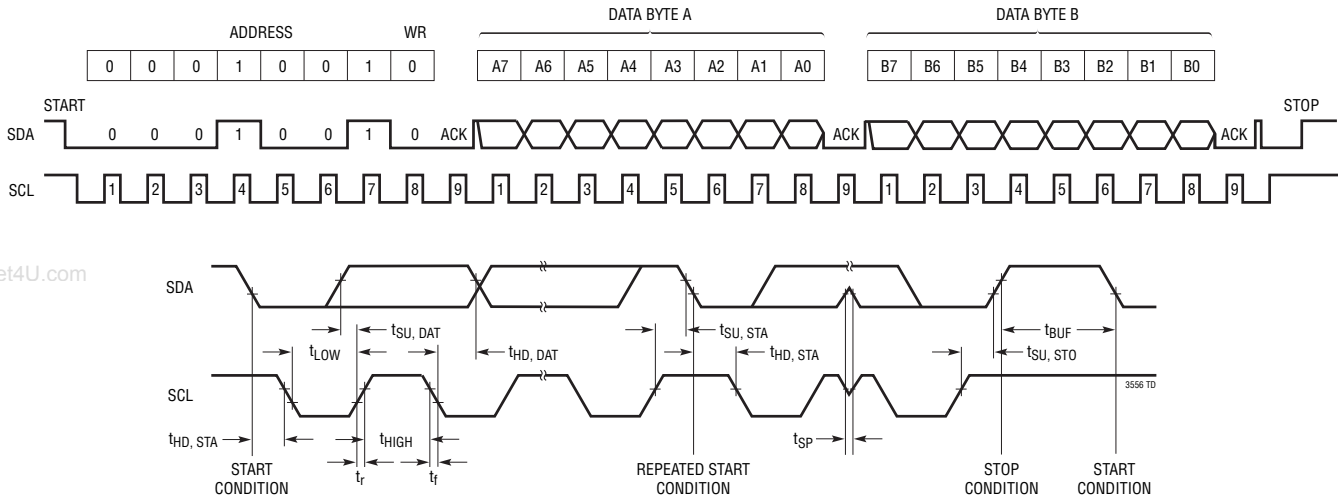 ADDRESS WR DATA BYTE A DATA BYTE B
0 0 0 1 0 0 1 0 A7 A6 A5 A4 A3 A2 A1 A0 B7 B6 B5 B4 B3 B2 B1 B0
START STOP
SDA 0 0 0 1 0 0 1 0 ACK ACK ACK
SCL 1 2 3 4 5 6 7 8 9 1 2 3 4 5 6 7 8 9 1 2 3 4 5 6 7 8 9
et4U.com
SDA
tSU, DAT tSU, STA tBUF
tLOW tHD, DAT tHD, STA tSU, STO
SCL
3556 TD
tHD, STA tHIGH tSP
tr tf
START CONDITION
REPEATED START CONDITION
STOP CONDITION
START CONDITION